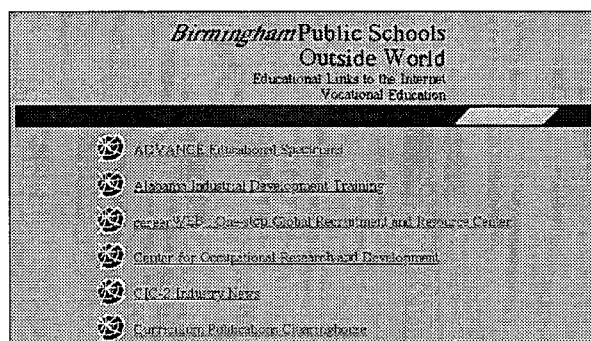 Birmingham Public Schools
Outside World
Educational Links to the Internet
Vocational Education
ADVANCE Educational Spectrums
Alabama Industrial Development Training
careerWEB - One-stop Global Recruitment and Resource Center
Center for Occupational Research and Development
CIC-2 Industry News
Curriculum Publications Clearinghouse